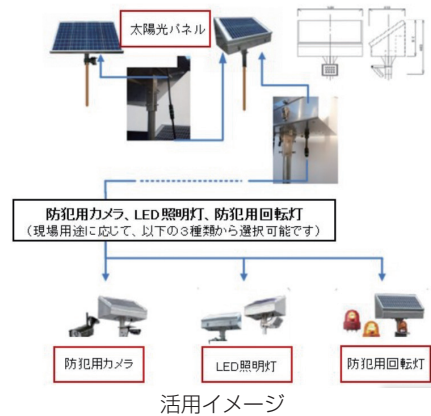 太陽光パネル
防犯用カメラ、LED照明灯、防犯用回転灯
（現場用途に応じて、以下の３種類から選択可能です）
防犯用カメラ
LED照明灯
防犯用回転灯
活用イメージ